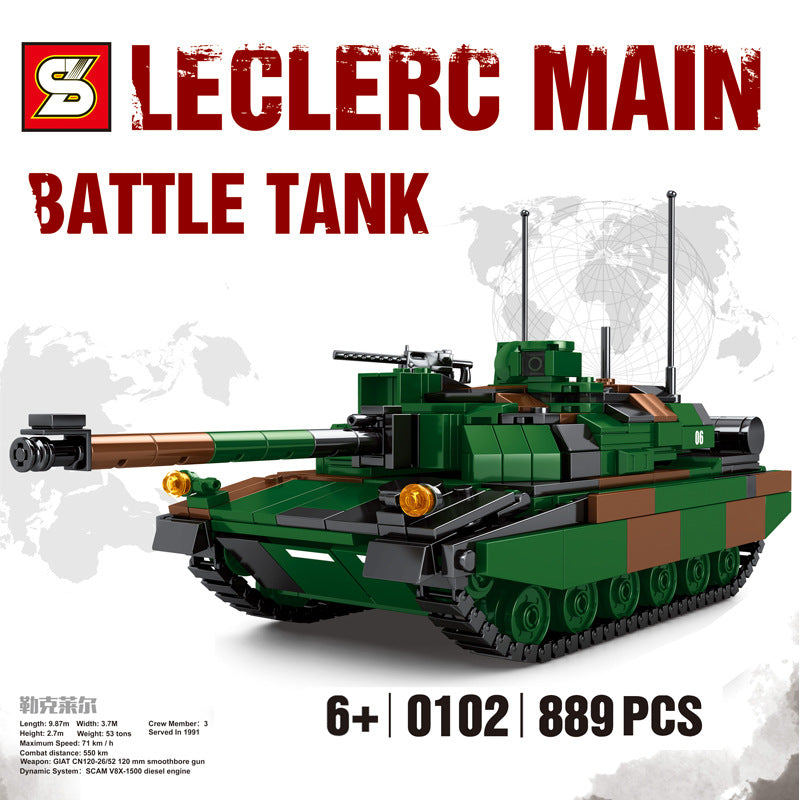 LECLERC MAIN
BATTLE TANK
06
勒克莱尔
Length: 9.87m Width: 3.7M Crew Member: 3
Height: 2.7m Weight: 53 tons Served In 1991
Maximum Speed: 71 km / h
Combat distance: 550 km
Weapon: GIAT CN120-26/52 120 mm smoothbore gun
Dynamic System: SCAM V8X-1500 diesel engine
6+ | 0102 | 889 PCS